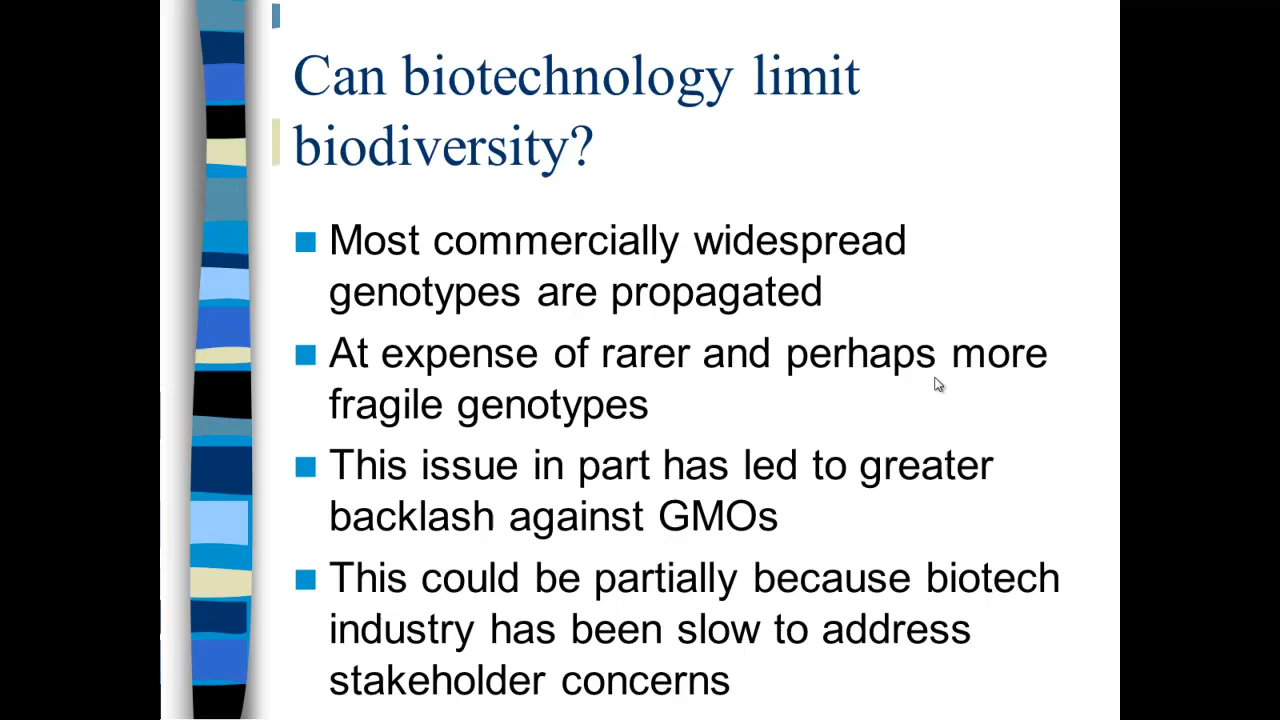 Can biotechnology limit
biodiversity?
Most commercially widespread
genotypes are propagated
At expense of rarer and perhaps more
fragile genotypes
This issue in part has led to greater
backlash against GMOs
This could be partially because biotech
industry has been slow to address
stakeholder concerns